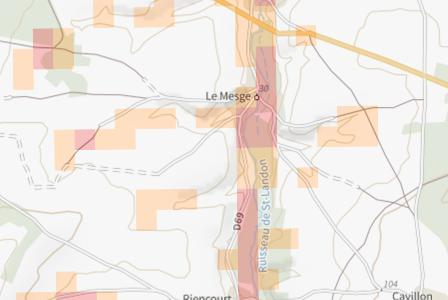 30
Le Mesge
Ruisseau de St-Landon
D69
104
Riencourt
Cavillon